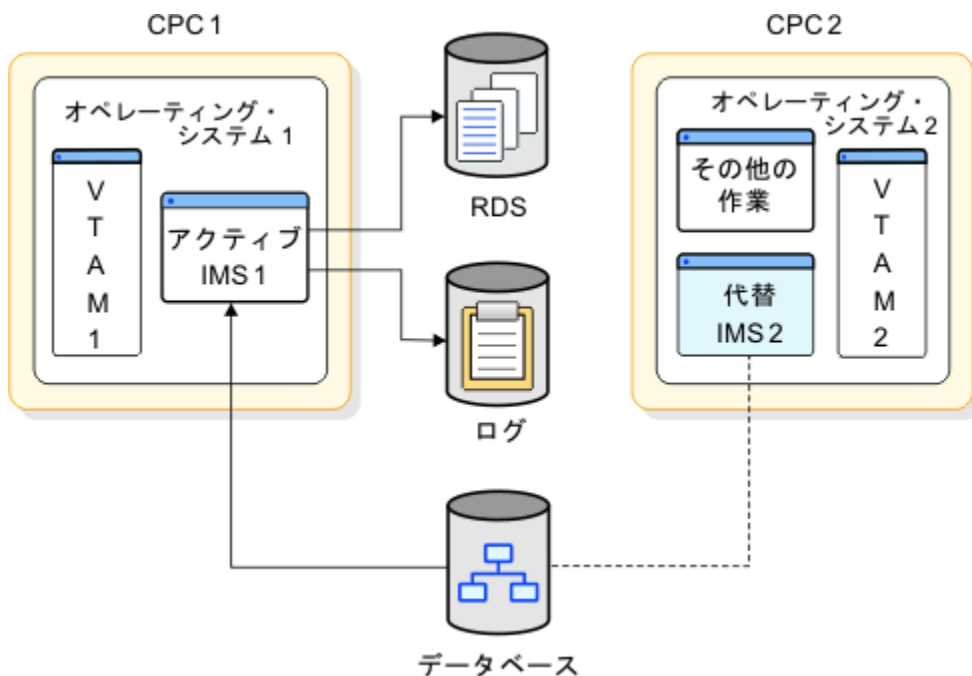 CPC 1
オペレーティング・
システム 1
V
T
A
M
1
アクティブ
IMS 1
RDS
ログ
データベース
CPC 2
オペレーティング・
システム 2
その他の
作業
代替
IMS 2
V
T
A
M
2